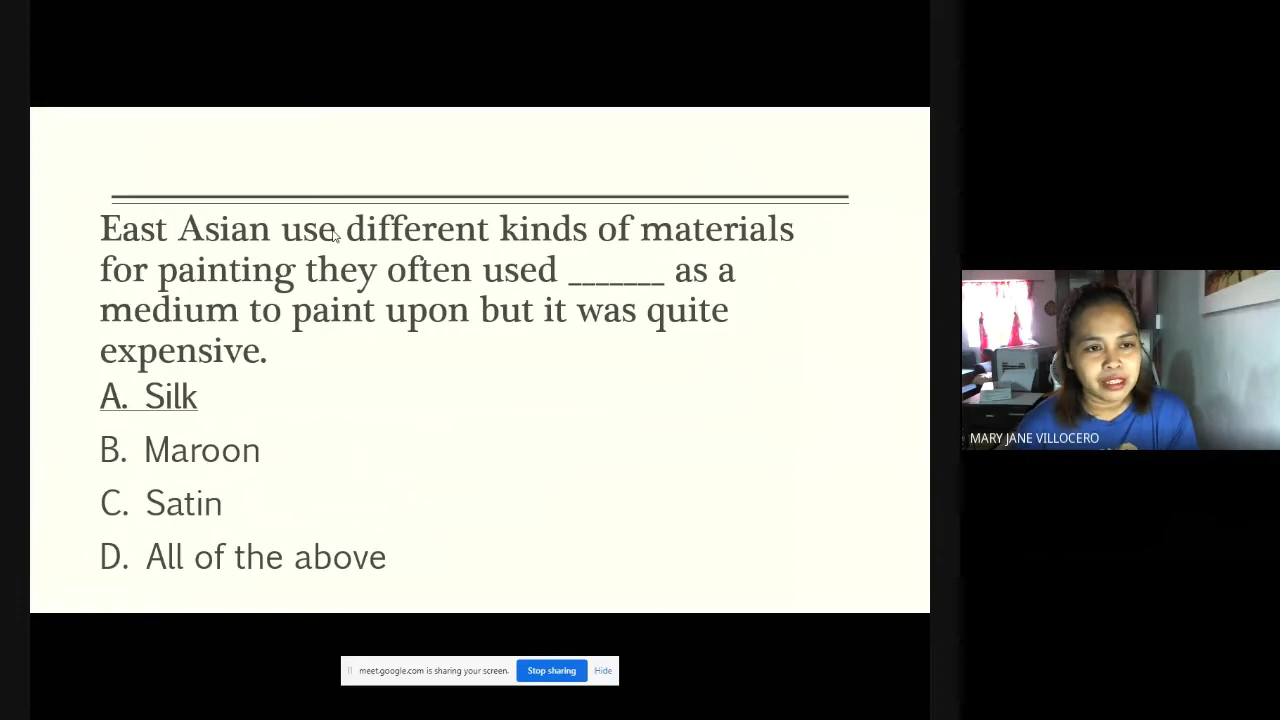 East Asian use different kinds of materials
for painting they often used _______ as a
medium to paint upon but it was quite
expensive.
A. Silk
B. Maroon
C. Satin
D. All of the above
MARY JANE VILLOCERO
meet.google.com is sharing your screen. Stop sharing Hide